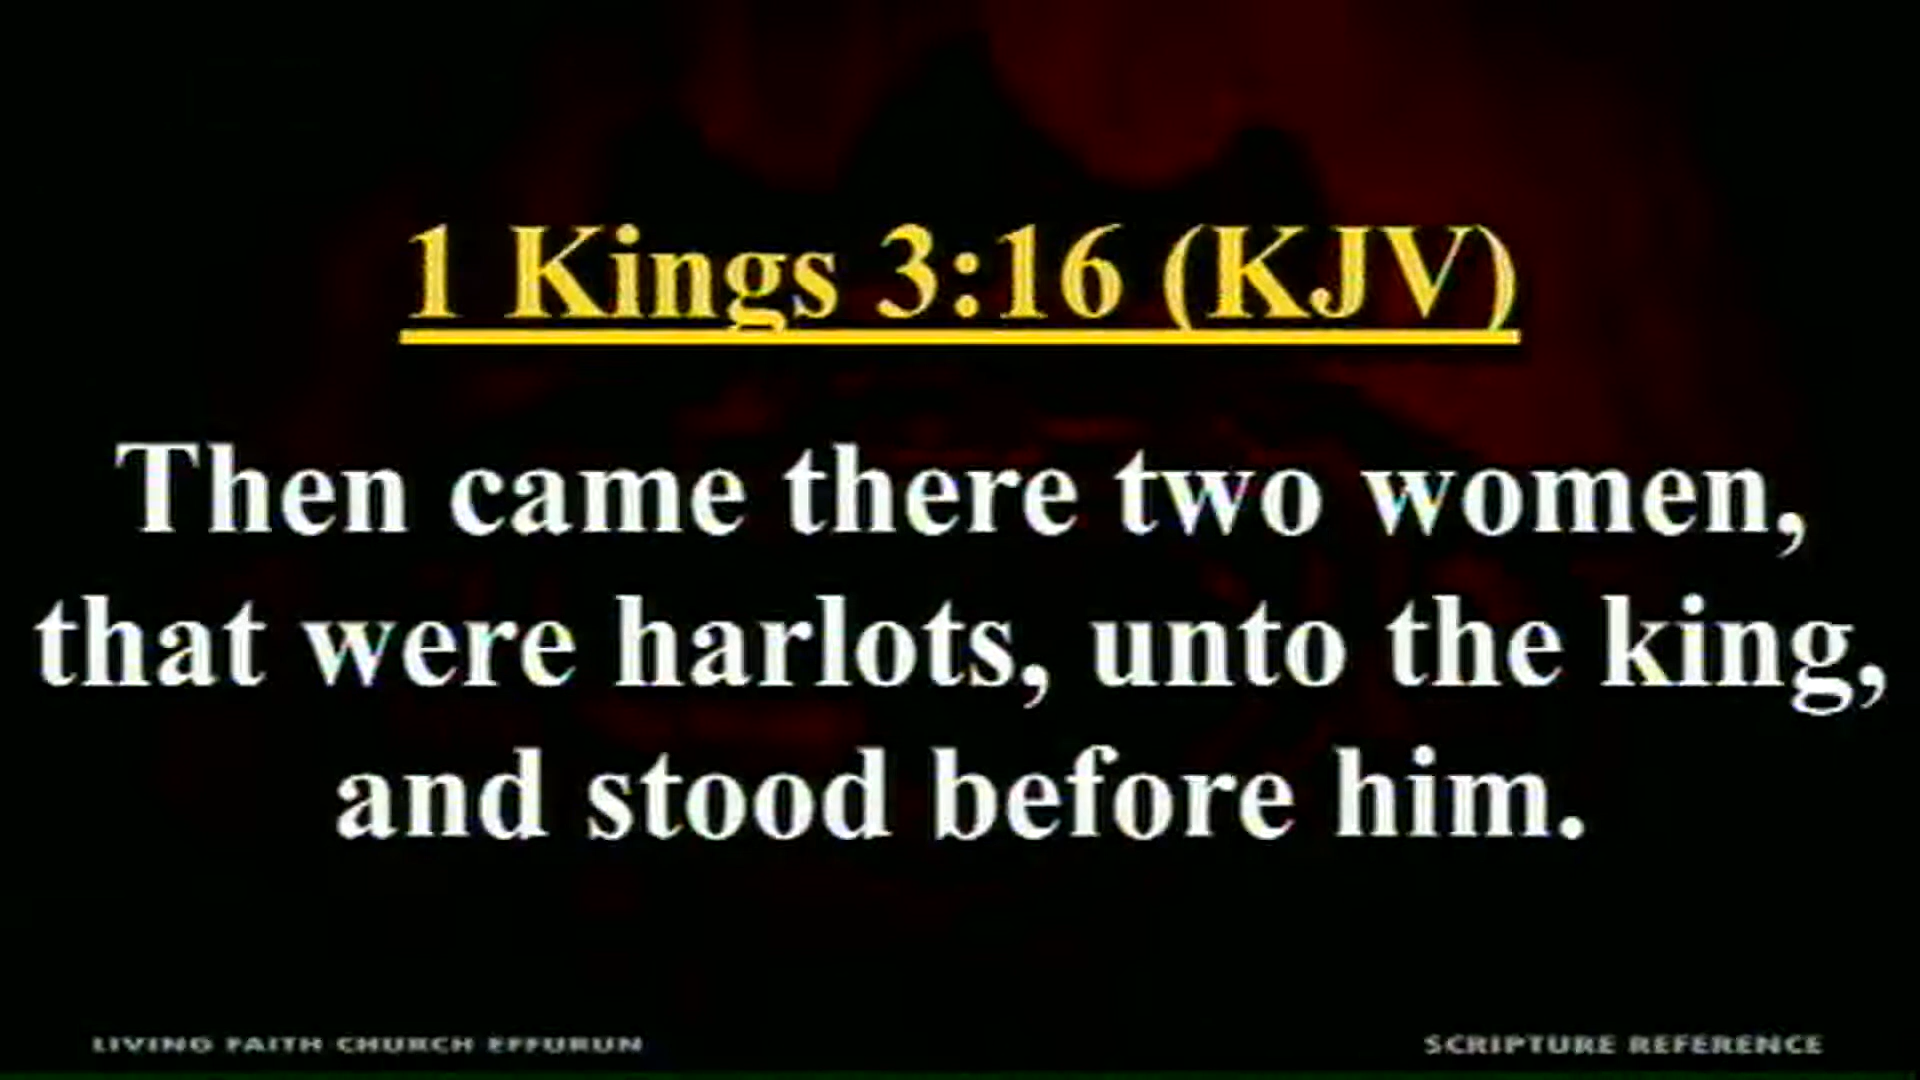 1 Kings 3:16 (KJV)
Then came there two women,
that were harlots, unto the king,
and stood before him.
LIVING FAITH CHURCH EFFURUN
SCRIPTURE REFERENCE